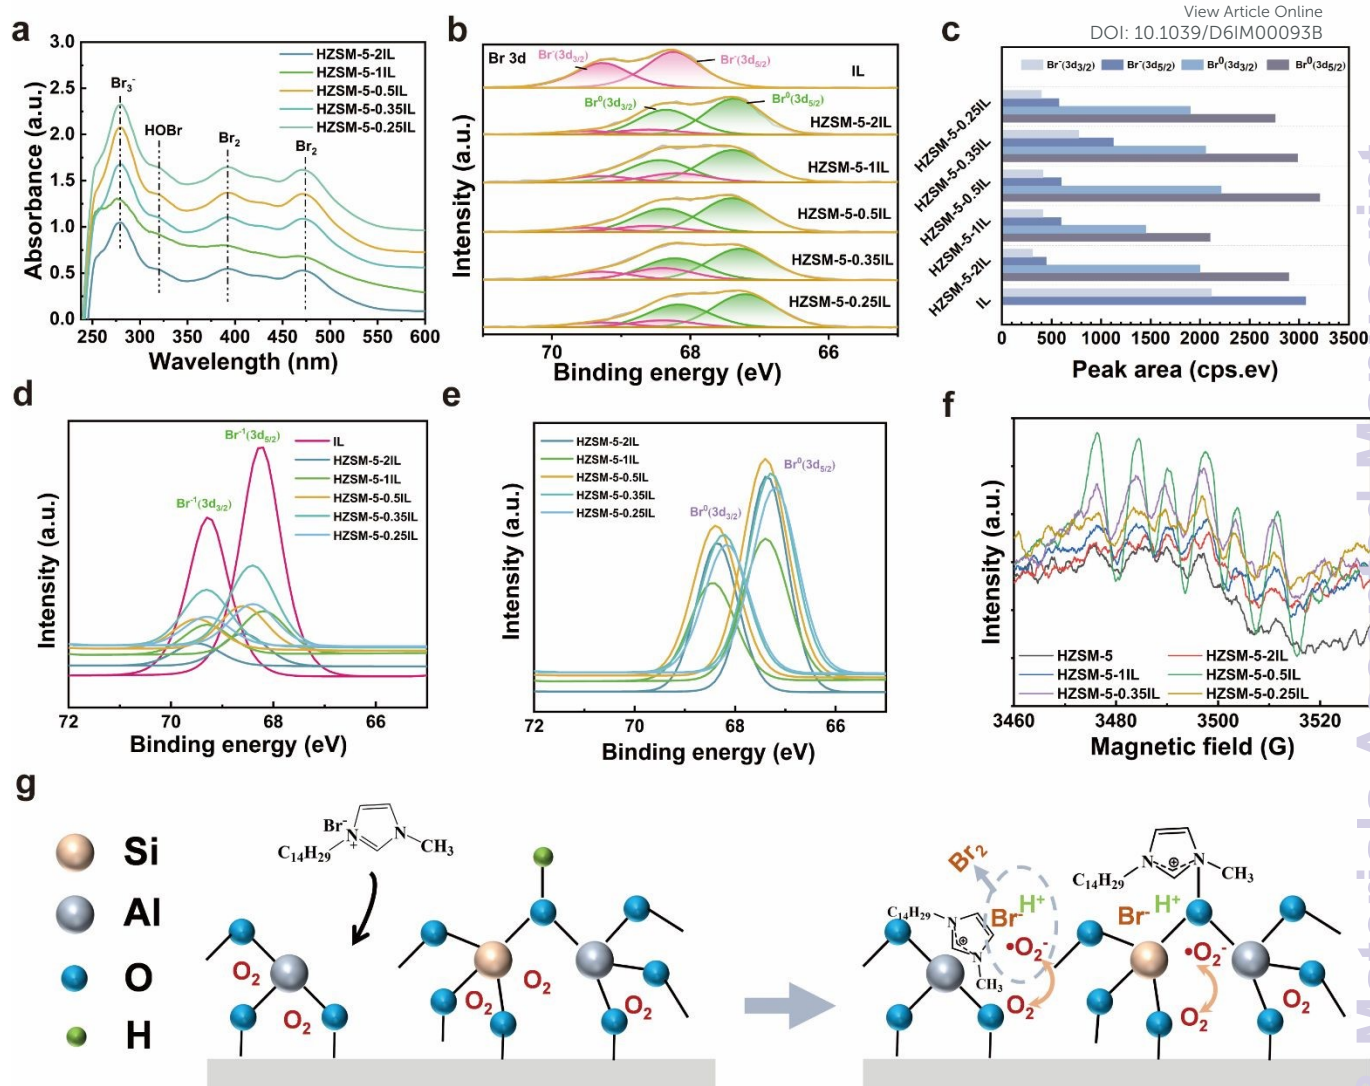 View Article Online
DOI: 10.1039/D6IM00093B
a
3.0
2.5
2.0
1.5
1.0
0.5
0.0
Absorbance (a.u.)
Br3-
HOBr
Br2
Br2
HZSM-5-2IL
HZSM-5-1IL
HZSM-5-0.5IL
HZSM-5-0.35IL
HZSM-5-0.25IL
250 300 350 400 450 500 550 600
Wavelength (nm)
b
Br 3d
Br-(3d3/2)
Br-(3d5/2)
IL
Br0(3d3/2)
Br0(3d5/2)
HZSM-5-2IL
HZSM-5-1IL
HZSM-5-0.5IL
HZSM-5-0.35IL
HZSM-5-0.25IL
Intensity (a.u.)
70 68 66
Binding energy (eV)
c
Br-(3d3/2) Br-(3d5/2) Br0(3d3/2) Br0(3d5/2)
HZSM-5-0.25IL
HZSM-5-0.35IL
HZSM-5-0.5IL
HZSM-5-1IL
HZSM-5-2IL
IL
0 500 1000 1500 2000 2500 3000 3500
Peak area (cps.ev)
d
Br-1(3d5/2)
Br-1(3d3/2)
IL
HZSM-5-2IL
HZSM-5-1IL
HZSM-5-0.5IL
HZSM-5-0.35IL
HZSM-5-0.25IL
Intensity (a.u.)
72 70 68 66
Binding energy (eV)
e
HZSM-5-2IL
HZSM-5-1IL
HZSM-5-0.5IL
HZSM-5-0.35IL
HZSM-5-0.25IL
Br0(3d5/2)
Br0(3d3/2)
Intensity (a.u.)
72 70 68 66
Binding energy (eV)
f
Intensity (a.u.)
HZSM-5 HZSM-5-2IL
HZSM-5-1IL HZSM-5-0.5IL
HZSM-5-0.35IL HZSM-5-0.25IL
3460 3480 3500 3520
Magnetic field (G)
g
Si
Al
O
H
Br-
N
+
N
C14H29
CH3
O2
O2
O2
O2
O2
Br2
C14H29
Br-
H+
N
CH3
•O2-
O2
C14H29
N
N
CH3
Br-
H+
•O2-
O2
O2